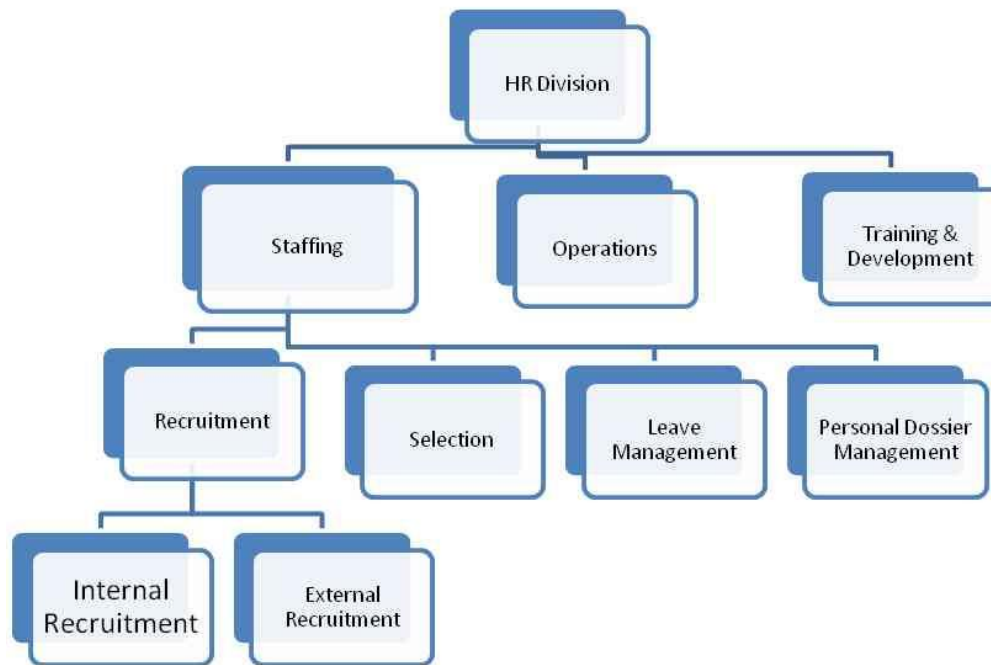 HR Division
Staffing
Operations
Training &
Development
Recruitment
Selection
Leave
Management
Personal Dossier
Management
Internal
Recruitment
External
Recruitment